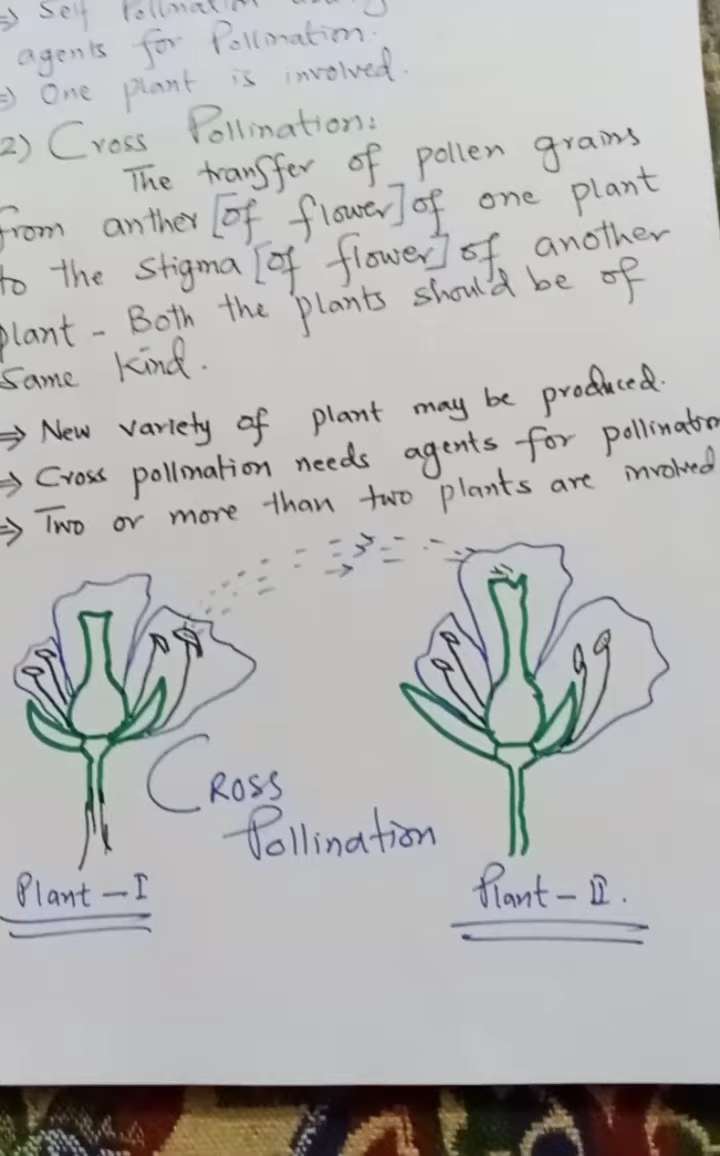 => Self Pollination
agents for Pollination.
=> One plant is involved.
2) Cross Pollination:
The transfer of pollen grains
from anther [of flower] of one plant
to the stigma [of flower] of another
plant - Both the plants should be of
Same kind.
=> New variety of plant may be produced.
=> Cross pollination needs agents for pollination
=> Two or more than two plants are involved
CROSS
Pollination
Plant - I
Plant - II.